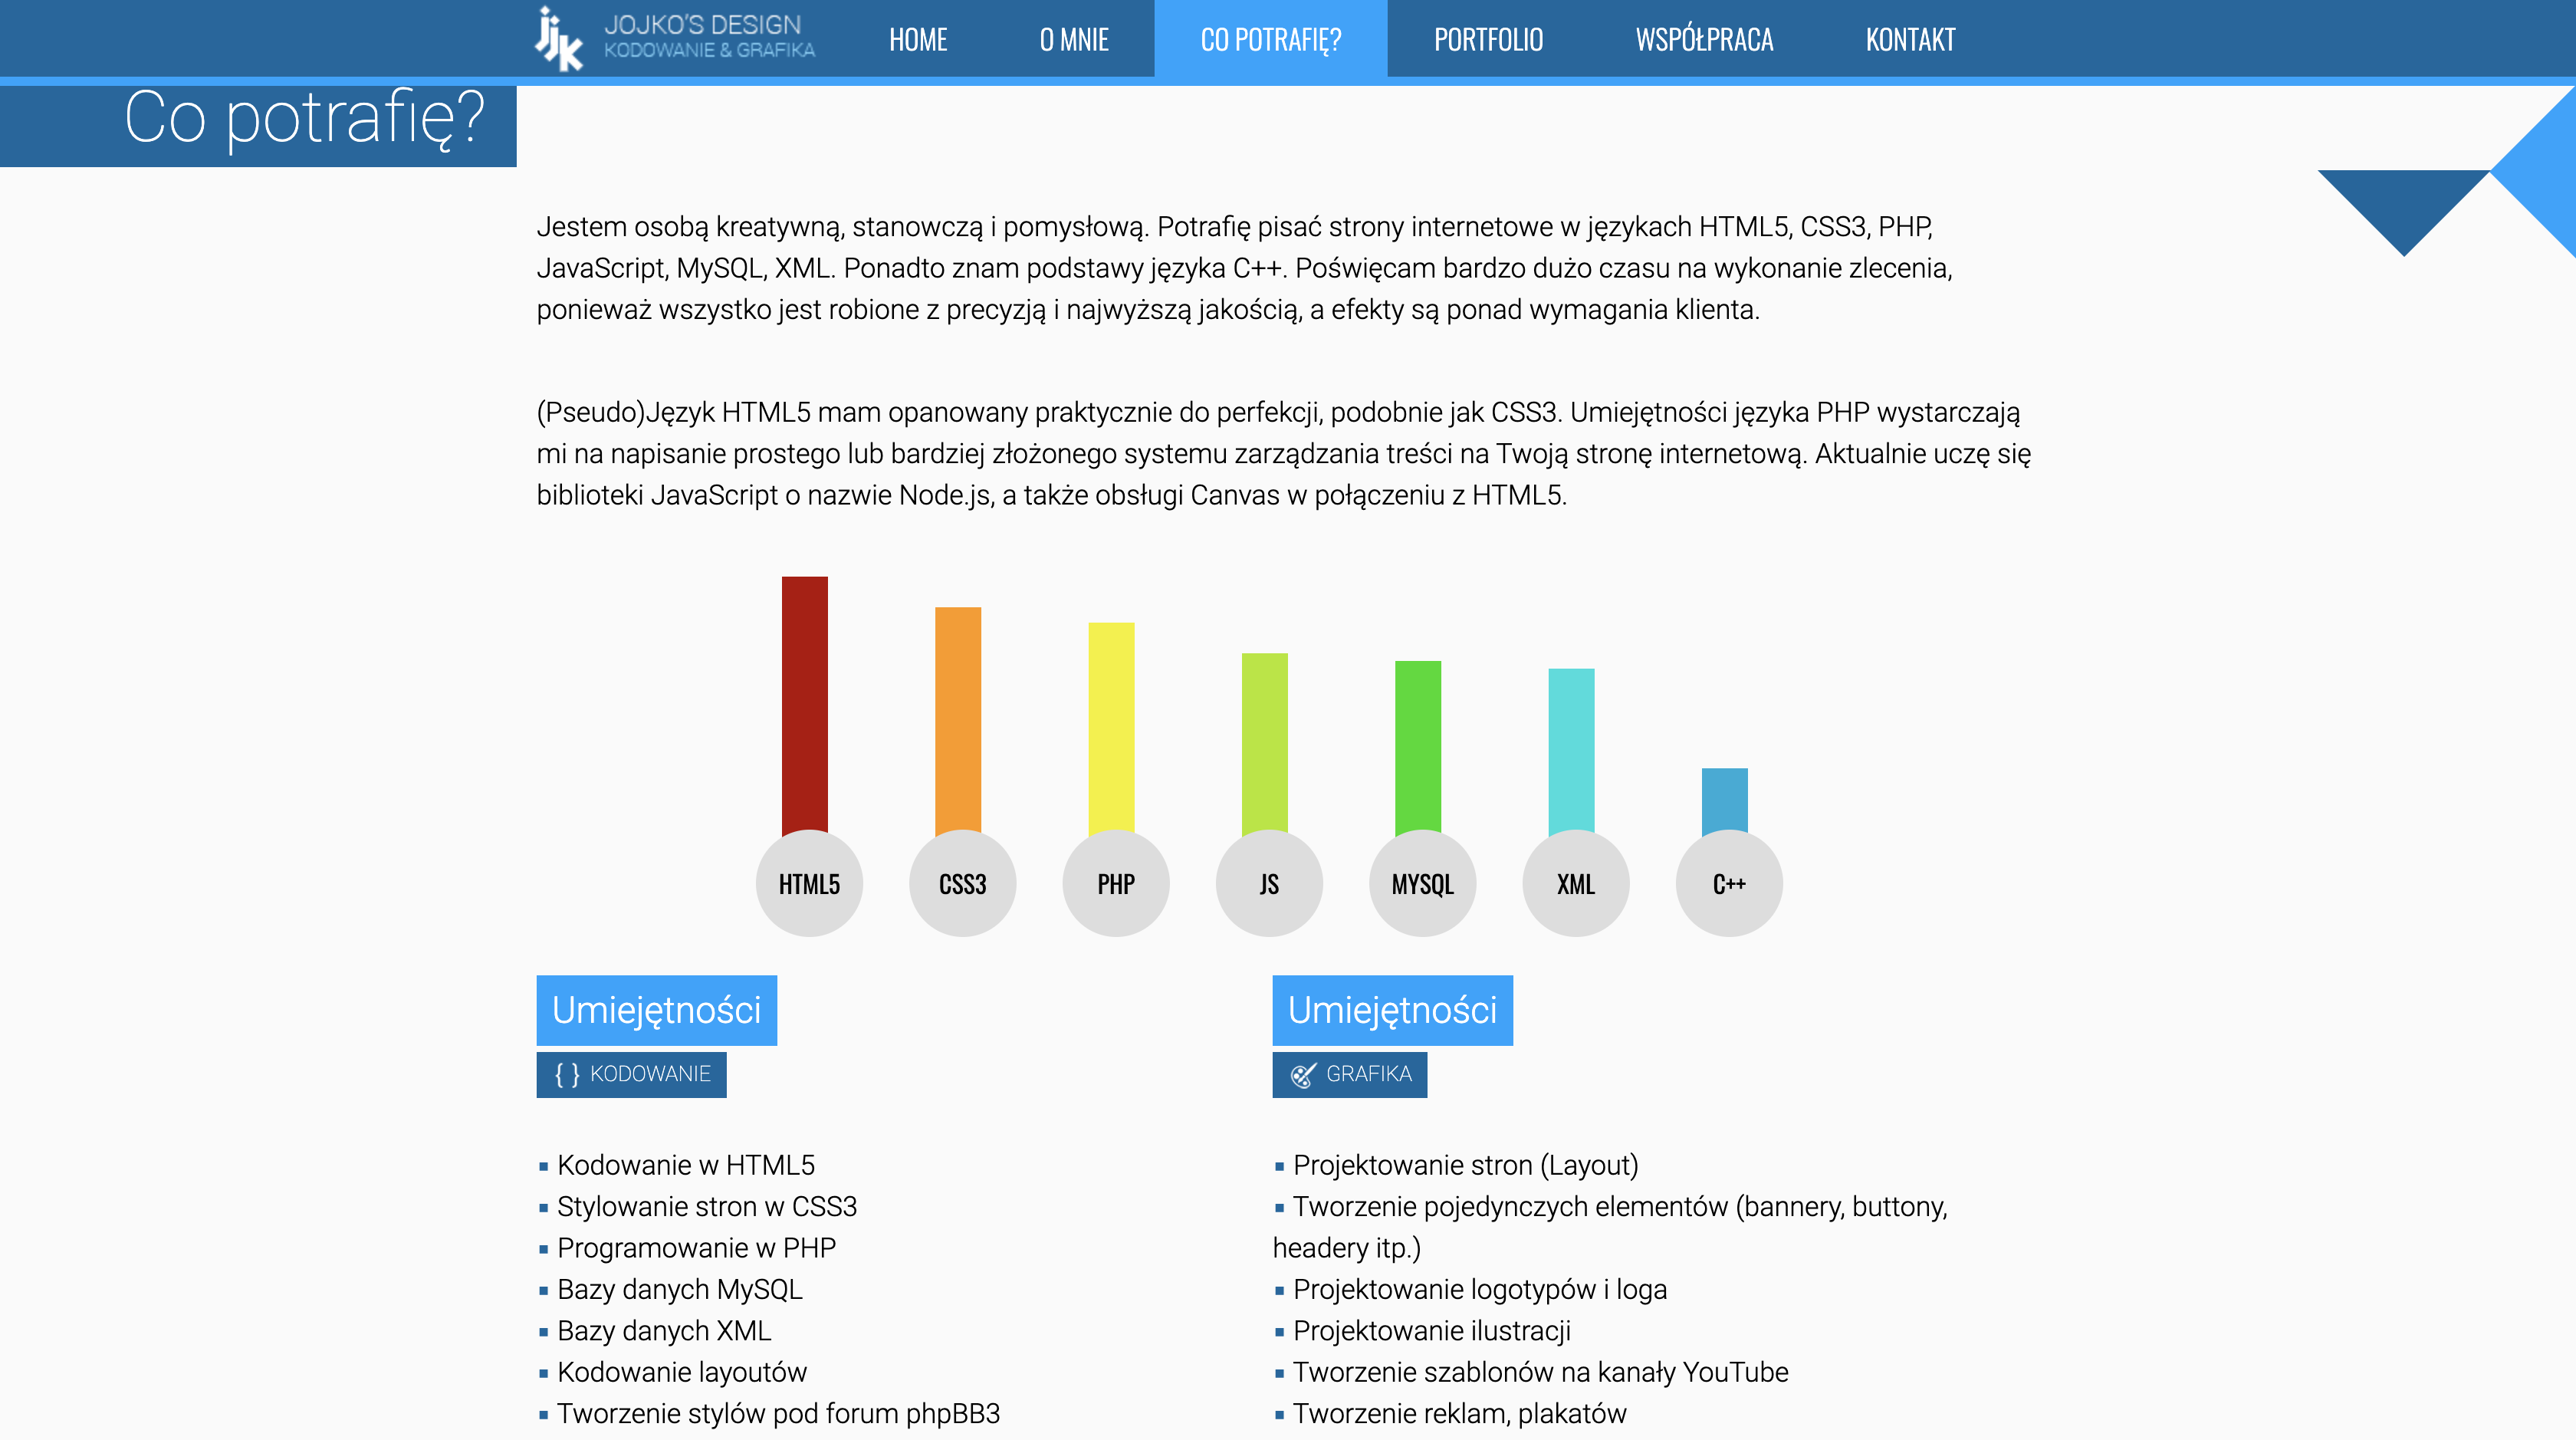 JOJKO'S DESIGN
KODOWANIE & GRAFIKA
HOME
O MNIE
CO POTRAFIĘ?
PORTFOLIO
WSPÓŁPRACA
KONTAKT
Co potrafię?
Jestem osobą kreatywną, stanowczą i pomysłową. Potrafię pisać strony internetowe w językach HTML5, CSS3, PHP,
JavaScript, MySQL, XML. Ponadto znam podstawy języka C++. Poświęcam bardzo dużo czasu na wykonanie zlecenia,
ponieważ wszystko jest robione z precyzją i najwyższą jakością, a efekty są ponad wymagania klienta.
(Pseudo)Język HTML5 mam opanowany praktycznie do perfekcji, podobnie jak CSS3. Umiejętności języka PHP wystarczają
mi na napisanie prostego lub bardziej złożonego systemu zarządzania treści na Twoją stronę internetową. Aktualnie uczę się
biblioteki JavaScript o nazwie Node.js, a także obsługi Canvas w połączeniu z HTML5.
HTML5
CSS3
PHP
JS
MYSQL
XML
C++
Umiejętności
{ } KODOWANIE
▪ Kodowanie w HTML5
▪ Stylowanie stron w CSS3
▪ Programowanie w PHP
▪ Bazy danych MySQL
▪ Bazy danych XML
▪ Kodowanie layoutów
▪ Tworzenie stylów pod forum phpBB3
Umiejętności
GRAFIKA
▪ Projektowanie stron (Layout)
▪ Tworzenie pojedynczych elementów (bannery, buttony,
headery itp.)
▪ Projektowanie logotypów i loga
▪ Projektowanie ilustracji
▪ Tworzenie szablonów na kanały YouTube
▪ Tworzenie reklam, plakatów